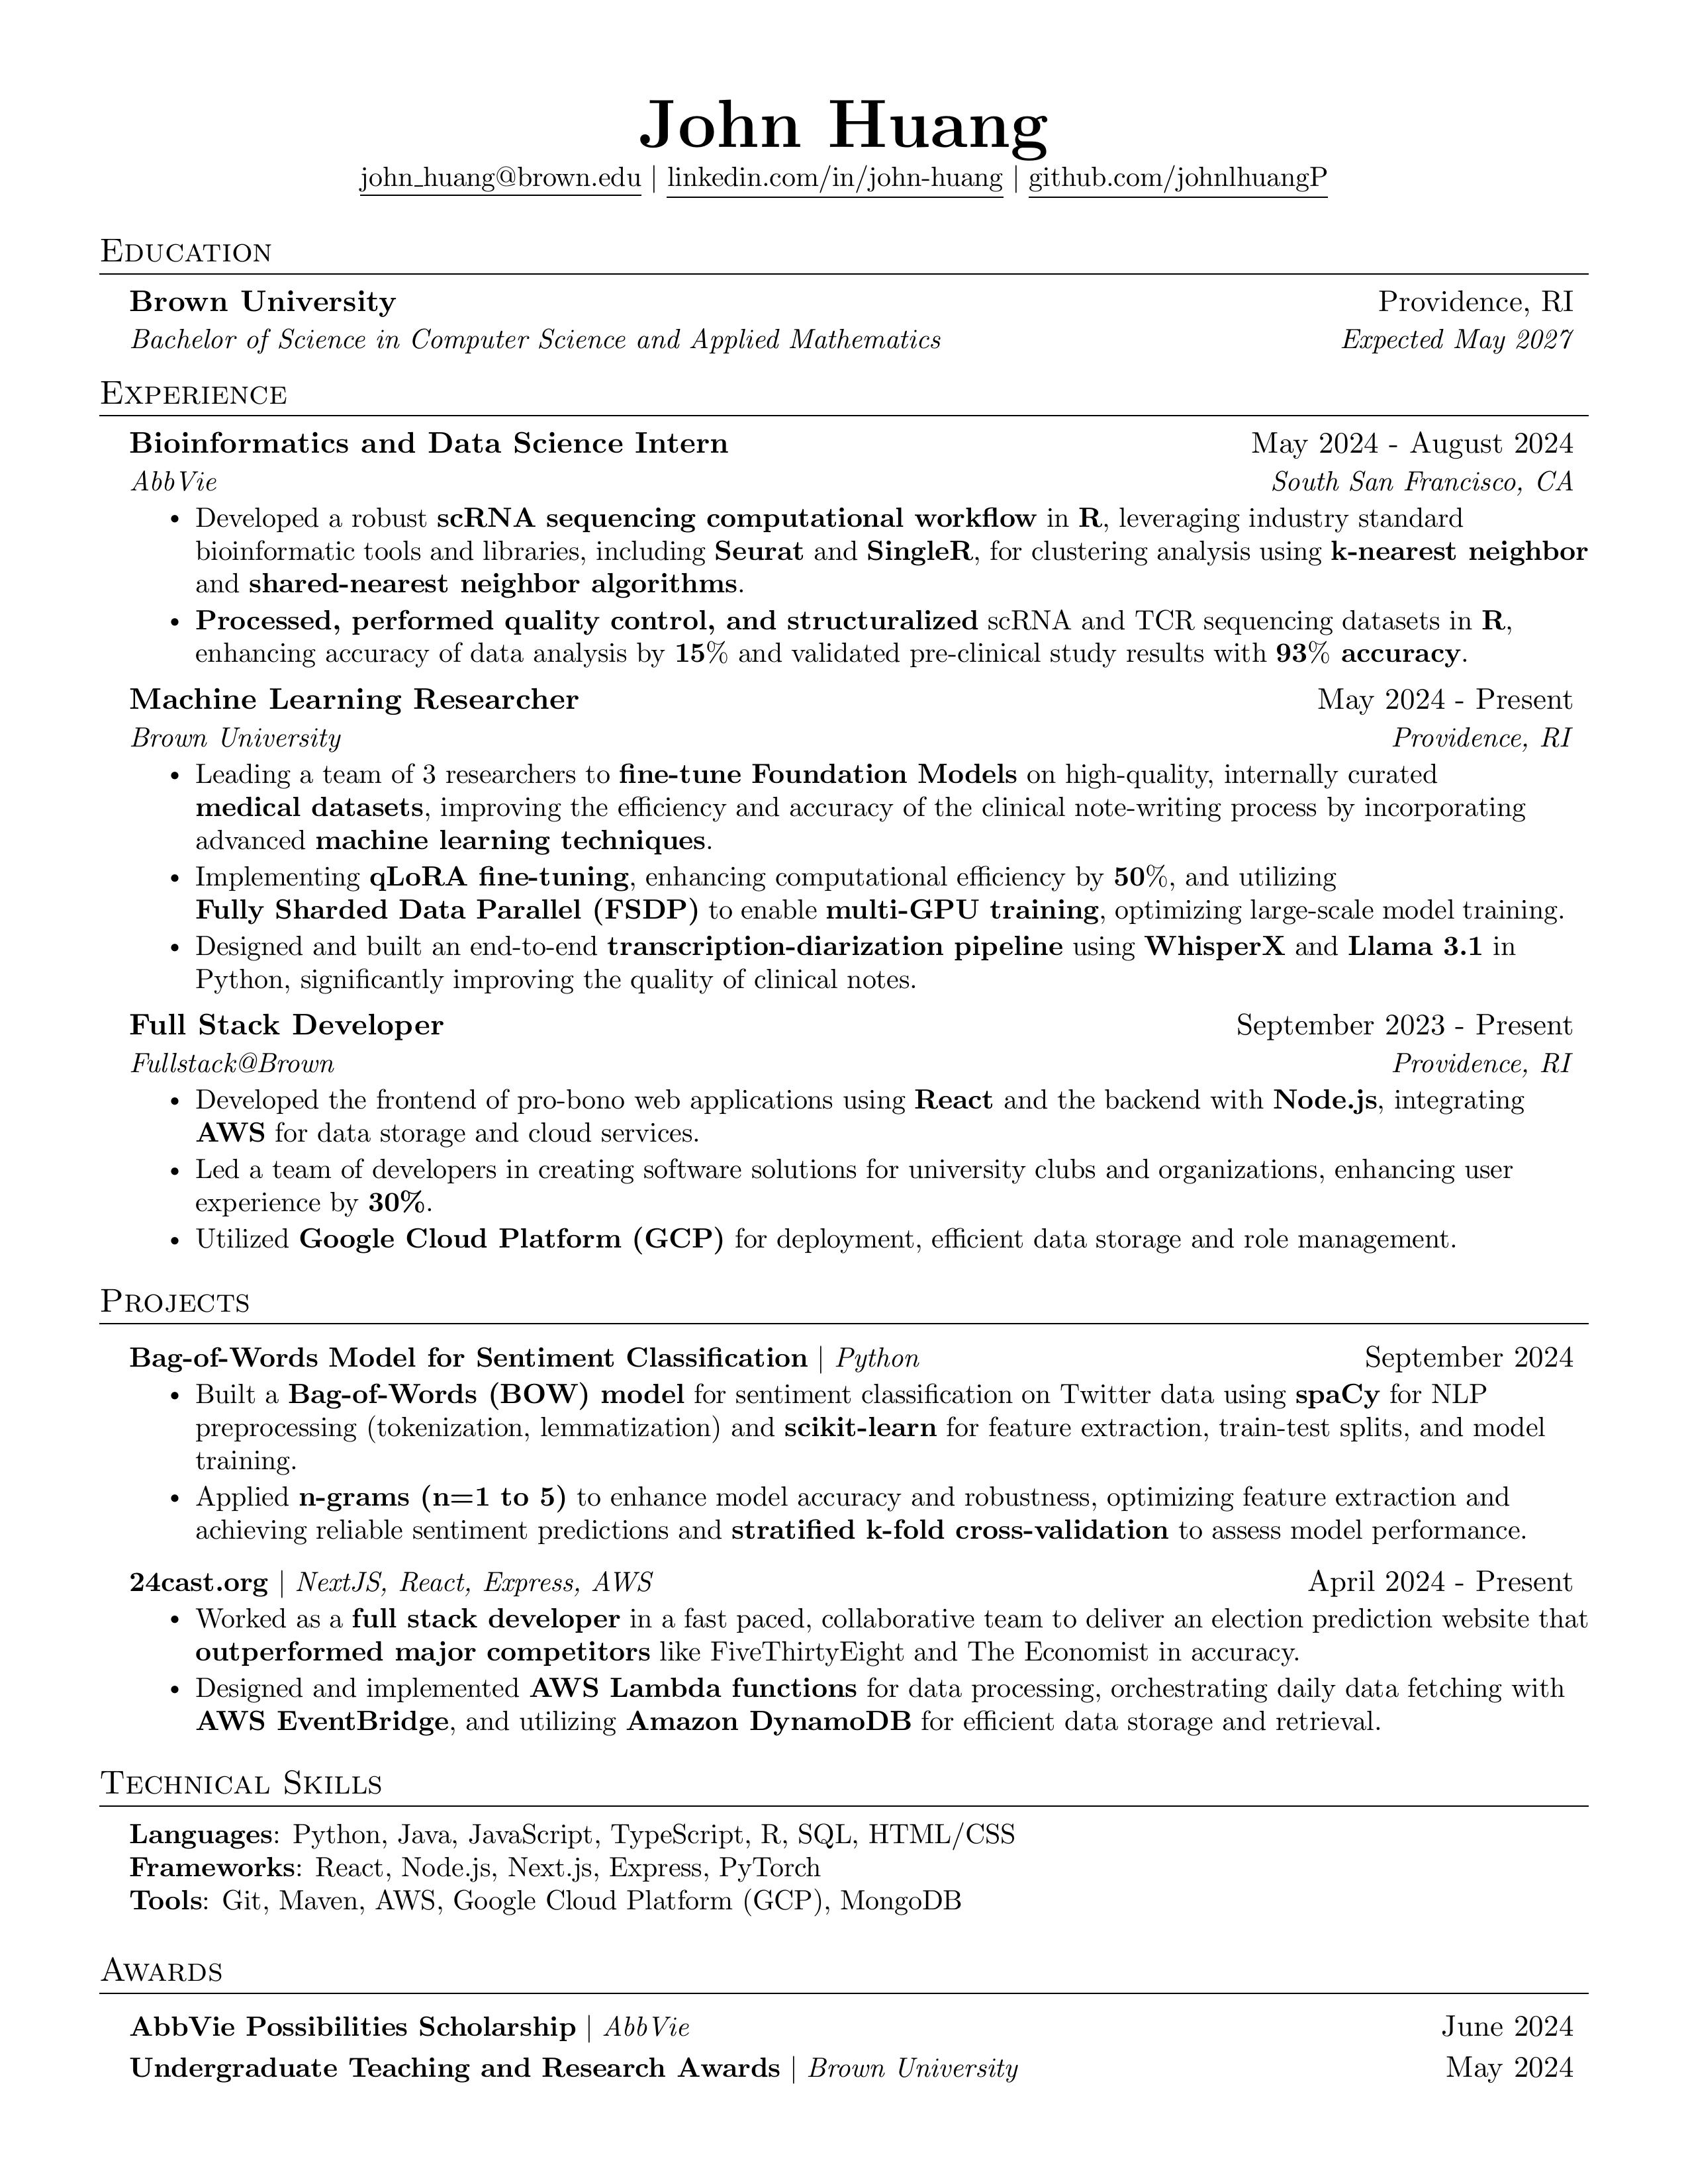 John Huang
john_huang@brown.edu | linkedin.com/in/john-huang | github.com/johnlhuangP
Education
Brown University Providence, RI
Bachelor of Science in Computer Science and Applied Mathematics Expected May 2027
Experience
Bioinformatics and Data Science Intern May 2024 - August 2024
AbbVie South San Francisco, CA
• Developed a robust scRNA sequencing computational workflow in R, leveraging industry standard
bioinformatic tools and libraries, including Seurat and SingleR, for clustering analysis using k-nearest neighbor
and shared-nearest neighbor algorithms.
• Processed, performed quality control, and structuralized scRNA and TCR sequencing datasets in R,
enhancing accuracy of data analysis by 15% and validated pre-clinical study results with 93% accuracy.
Machine Learning Researcher May 2024 - Present
Brown University Providence, RI
• Leading a team of 3 researchers to fine-tune Foundation Models on high-quality, internally curated
medical datasets, improving the efficiency and accuracy of the clinical note-writing process by incorporating
advanced machine learning techniques.
• Implementing qLoRA fine-tuning, enhancing computational efficiency by 50%, and utilizing
Fully Sharded Data Parallel (FSDP) to enable multi-GPU training, optimizing large-scale model training.
• Designed and built an end-to-end transcription-diarization pipeline using WhisperX and Llama 3.1 in
Python, significantly improving the quality of clinical notes.
Full Stack Developer September 2023 - Present
Fullstack@Brown Providence, RI
• Developed the frontend of pro-bono web applications using React and the backend with Node.js, integrating
AWS for data storage and cloud services.
• Led a team of developers in creating software solutions for university clubs and organizations, enhancing user
experience by 30%.
• Utilized Google Cloud Platform (GCP) for deployment, efficient data storage and role management.
Projects
Bag-of-Words Model for Sentiment Classification | Python September 2024
• Built a Bag-of-Words (BOW) model for sentiment classification on Twitter data using spaCy for NLP
preprocessing (tokenization, lemmatization) and scikit-learn for feature extraction, train-test splits, and model
training.
• Applied n-grams (n=1 to 5) to enhance model accuracy and robustness, optimizing feature extraction and
achieving reliable sentiment predictions and stratified k-fold cross-validation to assess model performance.
24cast.org | NextJS, React, Express, AWS April 2024 - Present
• Worked as a full stack developer in a fast paced, collaborative team to deliver an election prediction website that
outperformed major competitors like FiveThirtyEight and The Economist in accuracy.
• Designed and implemented AWS Lambda functions for data processing, orchestrating daily data fetching with
AWS EventBridge, and utilizing Amazon DynamoDB for efficient data storage and retrieval.
Technical Skills
Languages: Python, Java, JavaScript, TypeScript, R, SQL, HTML/CSS
Frameworks: React, Node.js, Next.js, Express, PyTorch
Tools: Git, Maven, AWS, Google Cloud Platform (GCP), MongoDB
Awards
AbbVie Possibilities Scholarship | AbbVie June 2024
Undergraduate Teaching and Research Awards | Brown University May 2024